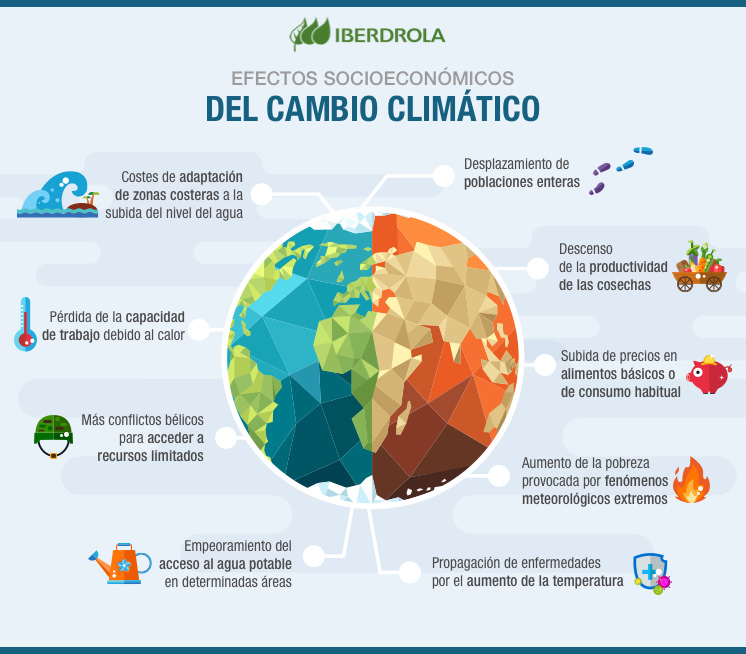 IBERDROLA
EFECTOS SOCIOECONÓMICOS
DEL CAMBIO CLIMÁTICO
Costes de adaptación
de zonas costeras a la
subida del nivel del agua
Desplazamiento de
poblaciones enteras
Descenso
de la productividad
de las cosechas
Pérdida de la capacidad
de trabajo debido al calor
Subida de precios en
alimentos básicos o
de consumo habitual
Más conflictos bélicos
para acceder a
recursos limitados
Aumento de la pobreza
provocada por fenómenos
meteorológicos extremos
Empeoramiento del
acceso al agua potable
en determinadas áreas
Propagación de enfermedades
por el aumento de la temperatura